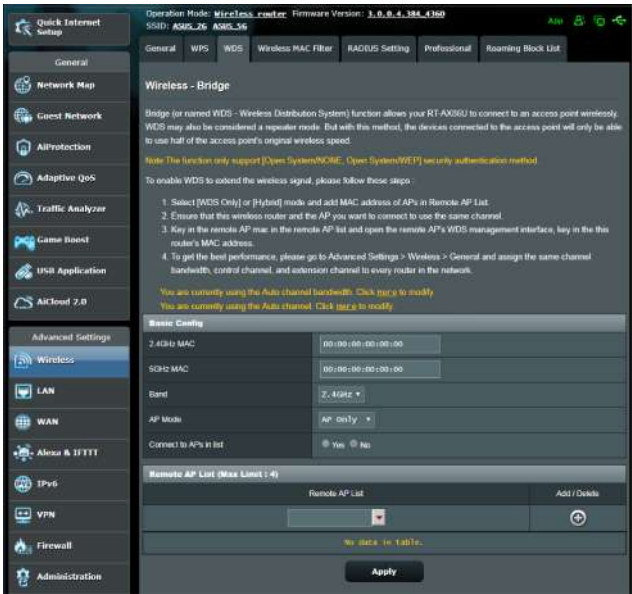 Quick Internet
Setup
Operation Mode: Wireless router Firmware Version: 3.0.0.4.384_4360
SSID: ASUS_2G ASUS_5G
App
General WPS WDS Wireless MAC Filter RADIUS Setting Professional Roaming Block List
General
Network Map
Guest Network
AiProtection
Adaptive QoS
Traffic Analyzer
Game Boost
USB Application
AiCloud 2.0
Advanced Settings
Wireless
LAN
WAN
Alexa & IFTTT
IPv6
VPN
Firewall
Administration
Wireless - Bridge
Bridge (or named WDS - Wireless Distribution System) function allows your RT-AX86U to connect to an access point wirelessly.
WDS may also be considered a repeater mode. But with this method, the devices connected to the access point will only be able
to use half of the access point's original wireless speed.
Note:The function only support [Open System/NONE, Open System/WEP] security authentication method.
To enable WDS to extend the wireless signal, please follow these steps :
1. Select [WDS Only] or [Hybrid] mode and add MAC address of APs in Remote AP List.
2. Ensure that this wireless router and the AP you want to connect to use the same channel.
3. Key in the remote AP mac in the remote AP list and open the remote AP's WDS management interface, key in the this
router's MAC address.
4. To get the best performance, please go to Advanced Settings > Wireless > General and assign the same channel
bandwidth, control channel, and extension channel to every router in the network.
You are currently using the Auto channel bandwidth. Click here to modify
You are currently using the Auto channel. Click here to modify
Basic Config
2.4GHz MAC 00:00:00:00:00:00
5GHz MAC 00:00:00:00:00:00
Band 2.4GHz
AP Mode AP Only
Connect to APs in list Yes No
Remote AP List (Max Limit : 4)
Remote AP List Add / Delete
No data in table.
Apply